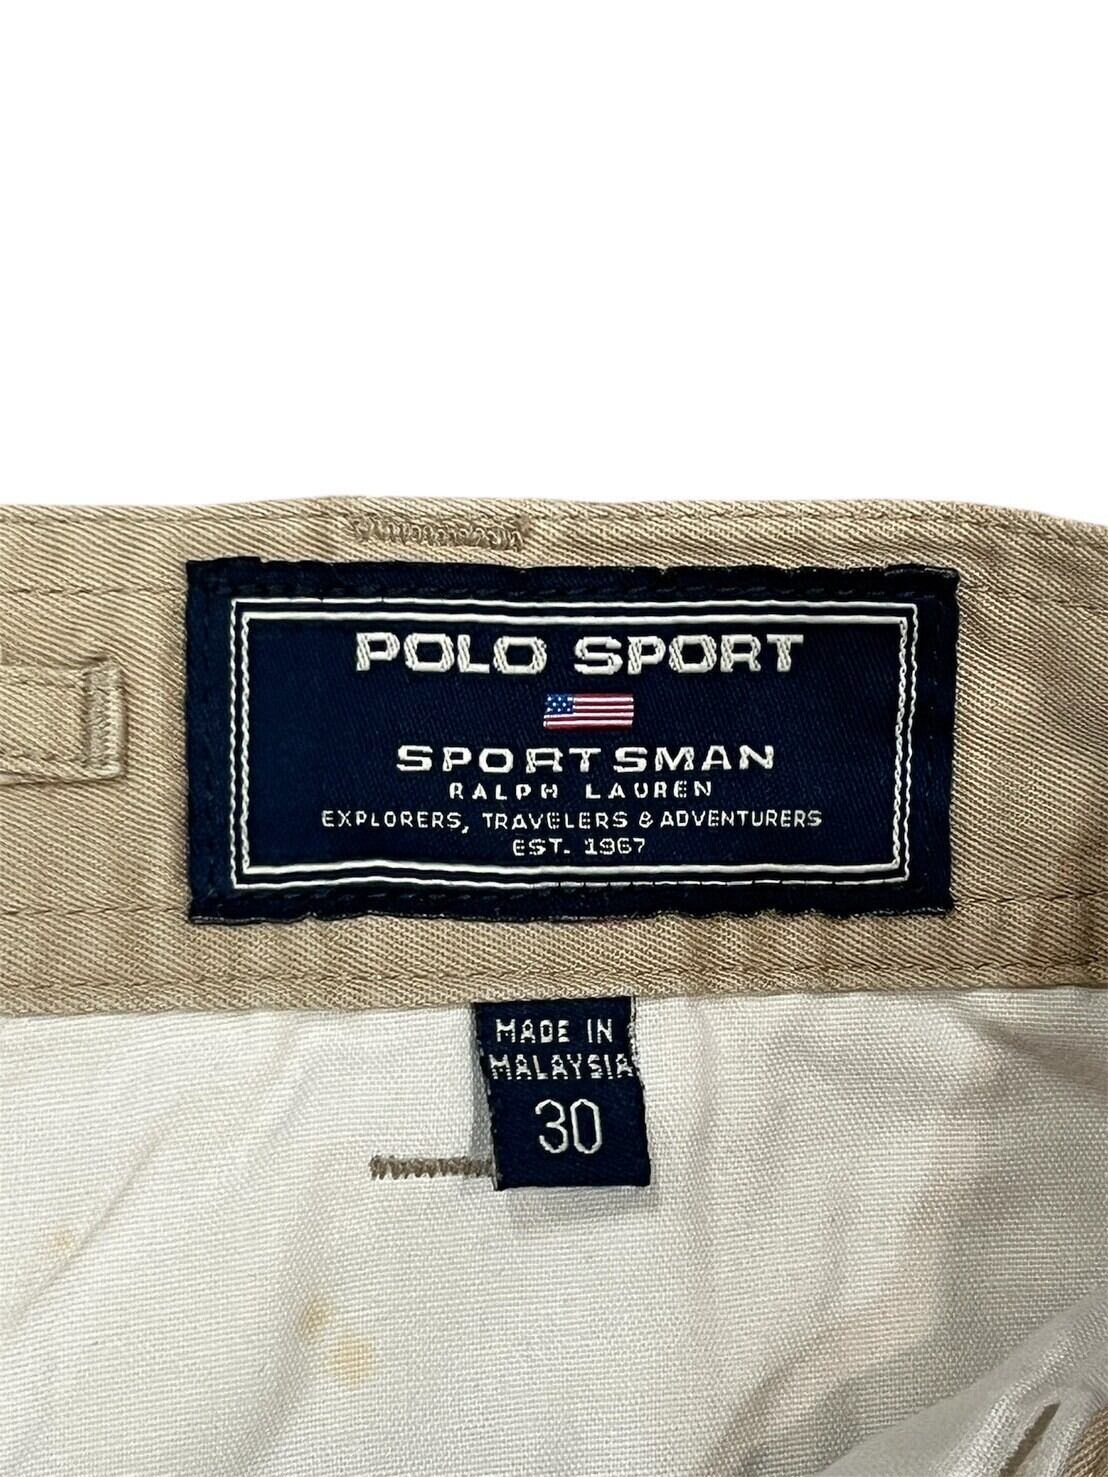 POLO SPORT
SPORTSMAN
RALPH LAUREN
EXPLORERS, TRAVELERS & ADVENTURERS
EST. 1967
MADE IN
MALAYSIA
30